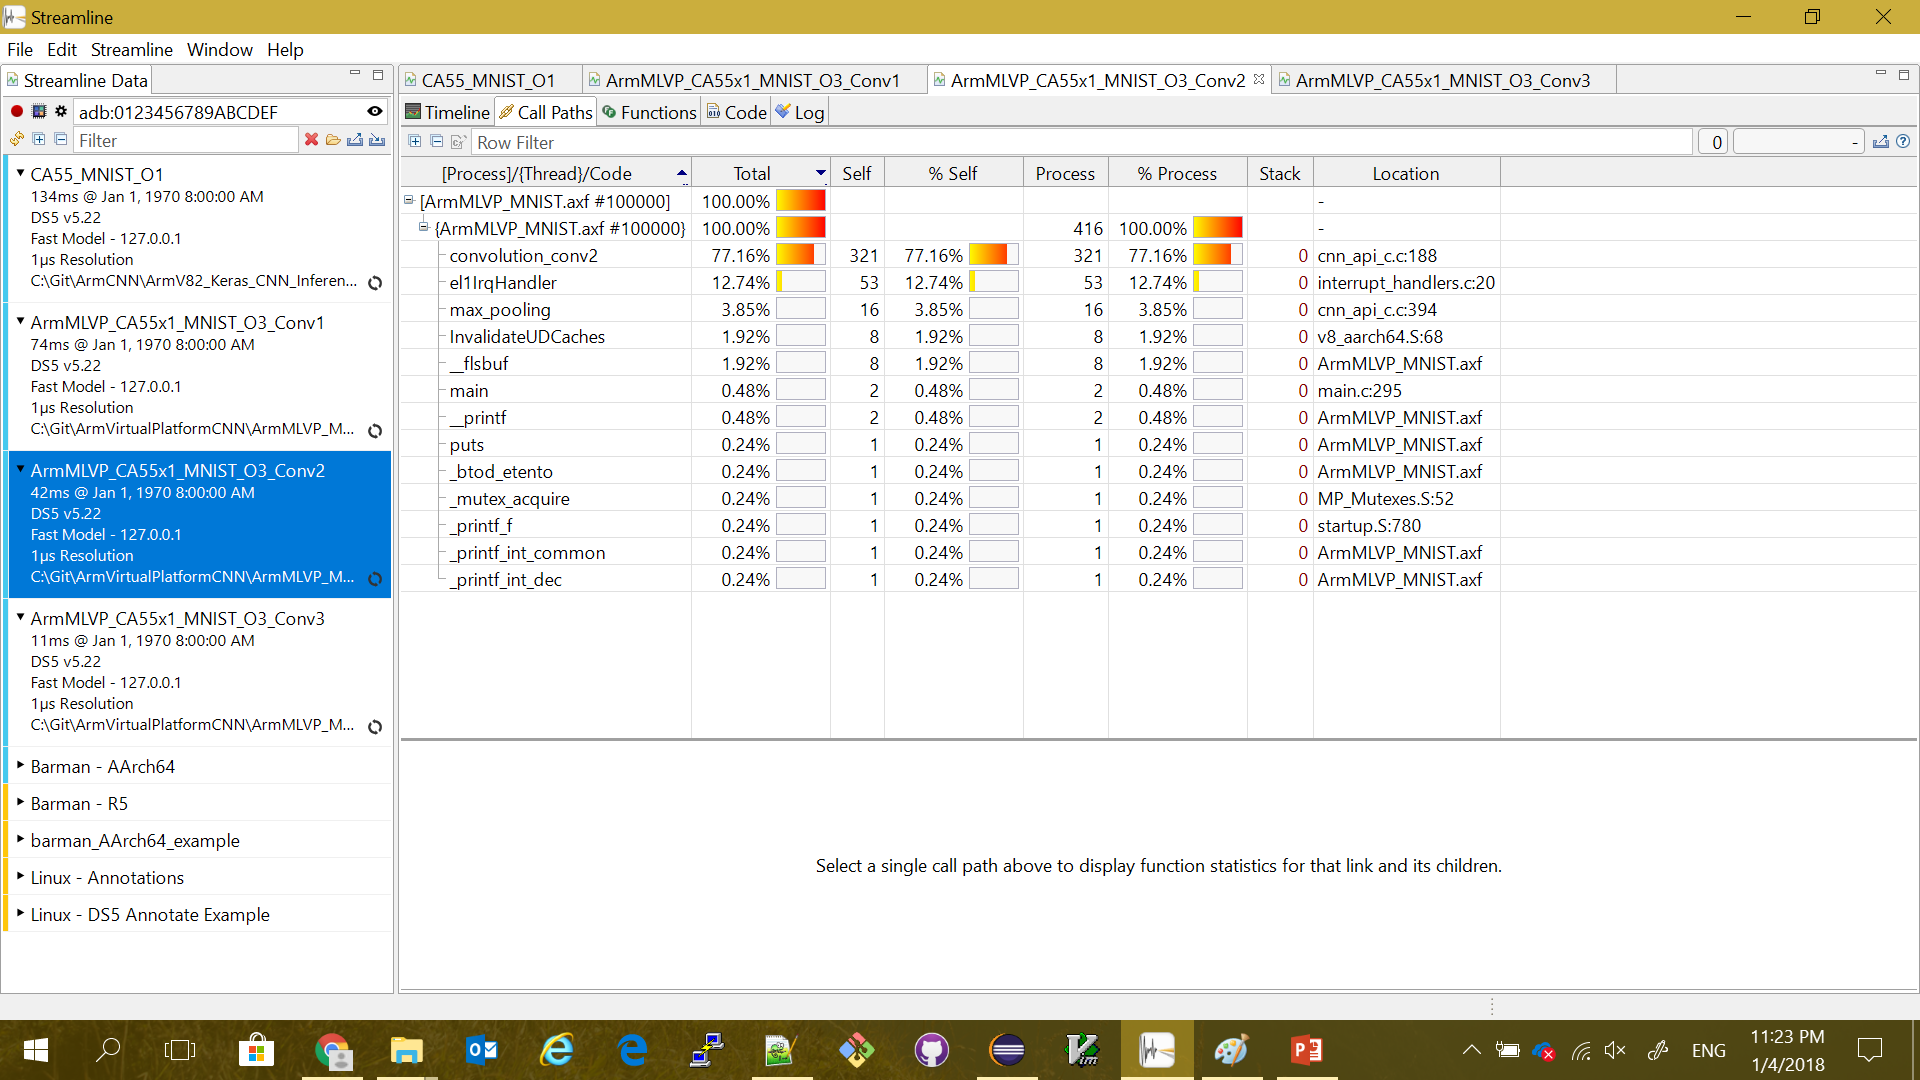 Streamline
File Edit Streamline Window Help
Streamline Data
adb:0123456789ABCDEF
Filter
CA55_MNIST_O1
134ms @ Jan 1, 1970 8:00:00 AM
DS5 v5.22
Fast Model - 127.0.0.1
1µs Resolution
C:\Git\ArmCNN\ArmV82_Keras_CNN_Inferen...
ArmMLVP_CA55x1_MNIST_O3_Conv1
74ms @ Jan 1, 1970 8:00:00 AM
DS5 v5.22
Fast Model - 127.0.0.1
1µs Resolution
C:\Git\ArmVirtualPlatformCNN\ArmMLVP_M...
ArmMLVP_CA55x1_MNIST_O3_Conv2
42ms @ Jan 1, 1970 8:00:00 AM
DS5 v5.22
Fast Model - 127.0.0.1
1µs Resolution
C:\Git\ArmVirtualPlatformCNN\ArmMLVP_M...
ArmMLVP_CA55x1_MNIST_O3_Conv3
11ms @ Jan 1, 1970 8:00:00 AM
DS5 v5.22
Fast Model - 127.0.0.1
1µs Resolution
C:\Git\ArmVirtualPlatformCNN\ArmMLVP_M...
Barman - AArch64
Barman - R5
barman_AArch64_example
Linux - Annotations
Linux - DS5 Annotate Example
CA55_MNIST_O1 ArmMLVP_CA55x1_MNIST_O3_Conv1 ArmMLVP_CA55x1_MNIST_O3_Conv2 ArmMLVP_CA55x1_MNIST_O3_Conv3
Timeline Call Paths Functions Code Log
Row Filter 0 -
[Process]/{Thread}/Code Total Self % Self Process % Process Stack Location
[ArmMLVP_MNIST.axf #100000] 100.00% -
{ArmMLVP_MNIST.axf #100000} 100.00% 416 100.00% -
convolution_conv2 77.16% 321 77.16% 321 77.16% 0 cnn_api_c.c:188
el1IrqHandler 12.74% 53 12.74% 53 12.74% 0 interrupt_handlers.c:20
max_pooling 3.85% 16 3.85% 16 3.85% 0 cnn_api_c.c:394
InvalidateUDCaches 1.92% 8 1.92% 8 1.92% 0 v8_aarch64.S:68
__flsbuf 1.92% 8 1.92% 8 1.92% 0 ArmMLVP_MNIST.axf
main 0.48% 2 0.48% 2 0.48% 0 main.c:295
__printf 0.48% 2 0.48% 2 0.48% 0 ArmMLVP_MNIST.axf
puts 0.24% 1 0.24% 1 0.24% 0 ArmMLVP_MNIST.axf
_btod_etento 0.24% 1 0.24% 1 0.24% 0 ArmMLVP_MNIST.axf
_mutex_acquire 0.24% 1 0.24% 1 0.24% 0 MP_Mutexes.S:52
_printf_f 0.24% 1 0.24% 1 0.24% 0 startup.S:780
_printf_int_common 0.24% 1 0.24% 1 0.24% 0 ArmMLVP_MNIST.axf
_printf_int_dec 0.24% 1 0.24% 1 0.24% 0 ArmMLVP_MNIST.axf
Select a single call path above to display function statistics for that link and its children.
ENG
11:23 PM
1/4/2018